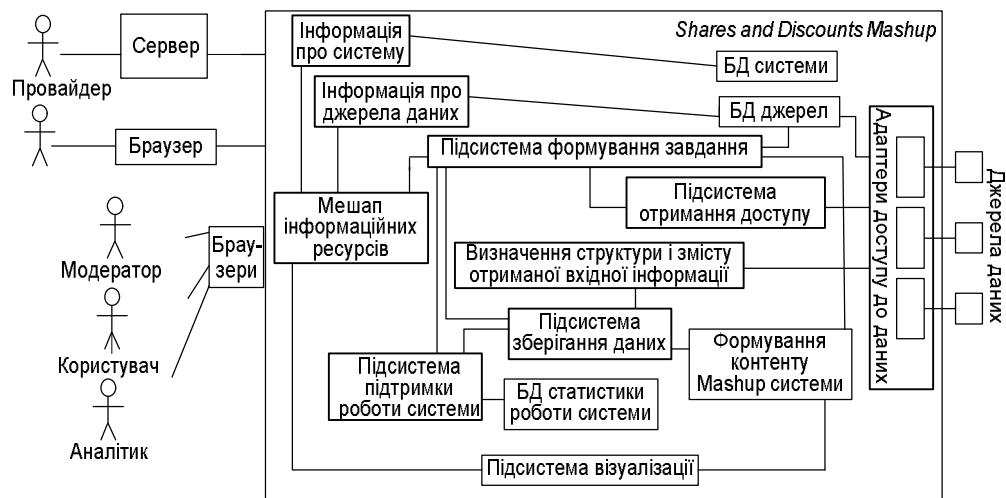 Shares and Discounts Mashup
Провайдер
Сервер
Браузер
Модератор
Брау-
зери
Користувач
Аналітик
Інформація
про систему
БД системи
Інформація про
джерела даних
БД джерел
Підсистема формування завдання
Мешап
інформаційних
ресурсів
Підсистема
отримання доступу
Визначення структури і змісту
отриманої вхідної інформації
Підсистема
зберігання даних
Формування
контенту
Mashup системи
Підсистема
підтримки
роботи системи
БД статистики
роботи системи
Підсистема візуалізації
Адаптери доступу до даних
Джерела даних